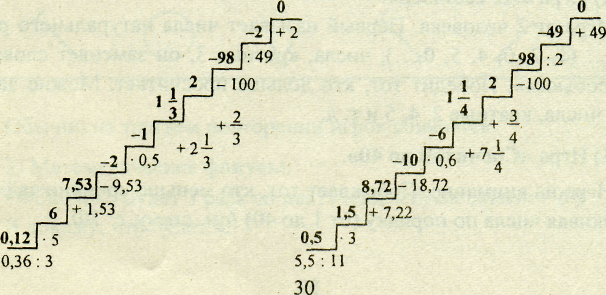 0
–2 + 2
–98 : 49
2 – 100
1 1/3 + 2/3
–1 + 2 1/3
–2 · 0,5
7,53 – 9,53
6 + 1,53
0,12 · 5
0,36 : 3
0
–49 + 49
–98 : 2
2 –100
1 1/4 + 3/4
–6 + 7 1/4
–10 · 0,6
8,72 – 18,72
1,5 + 7,22
0,5 · 3
5,5 : 11
30